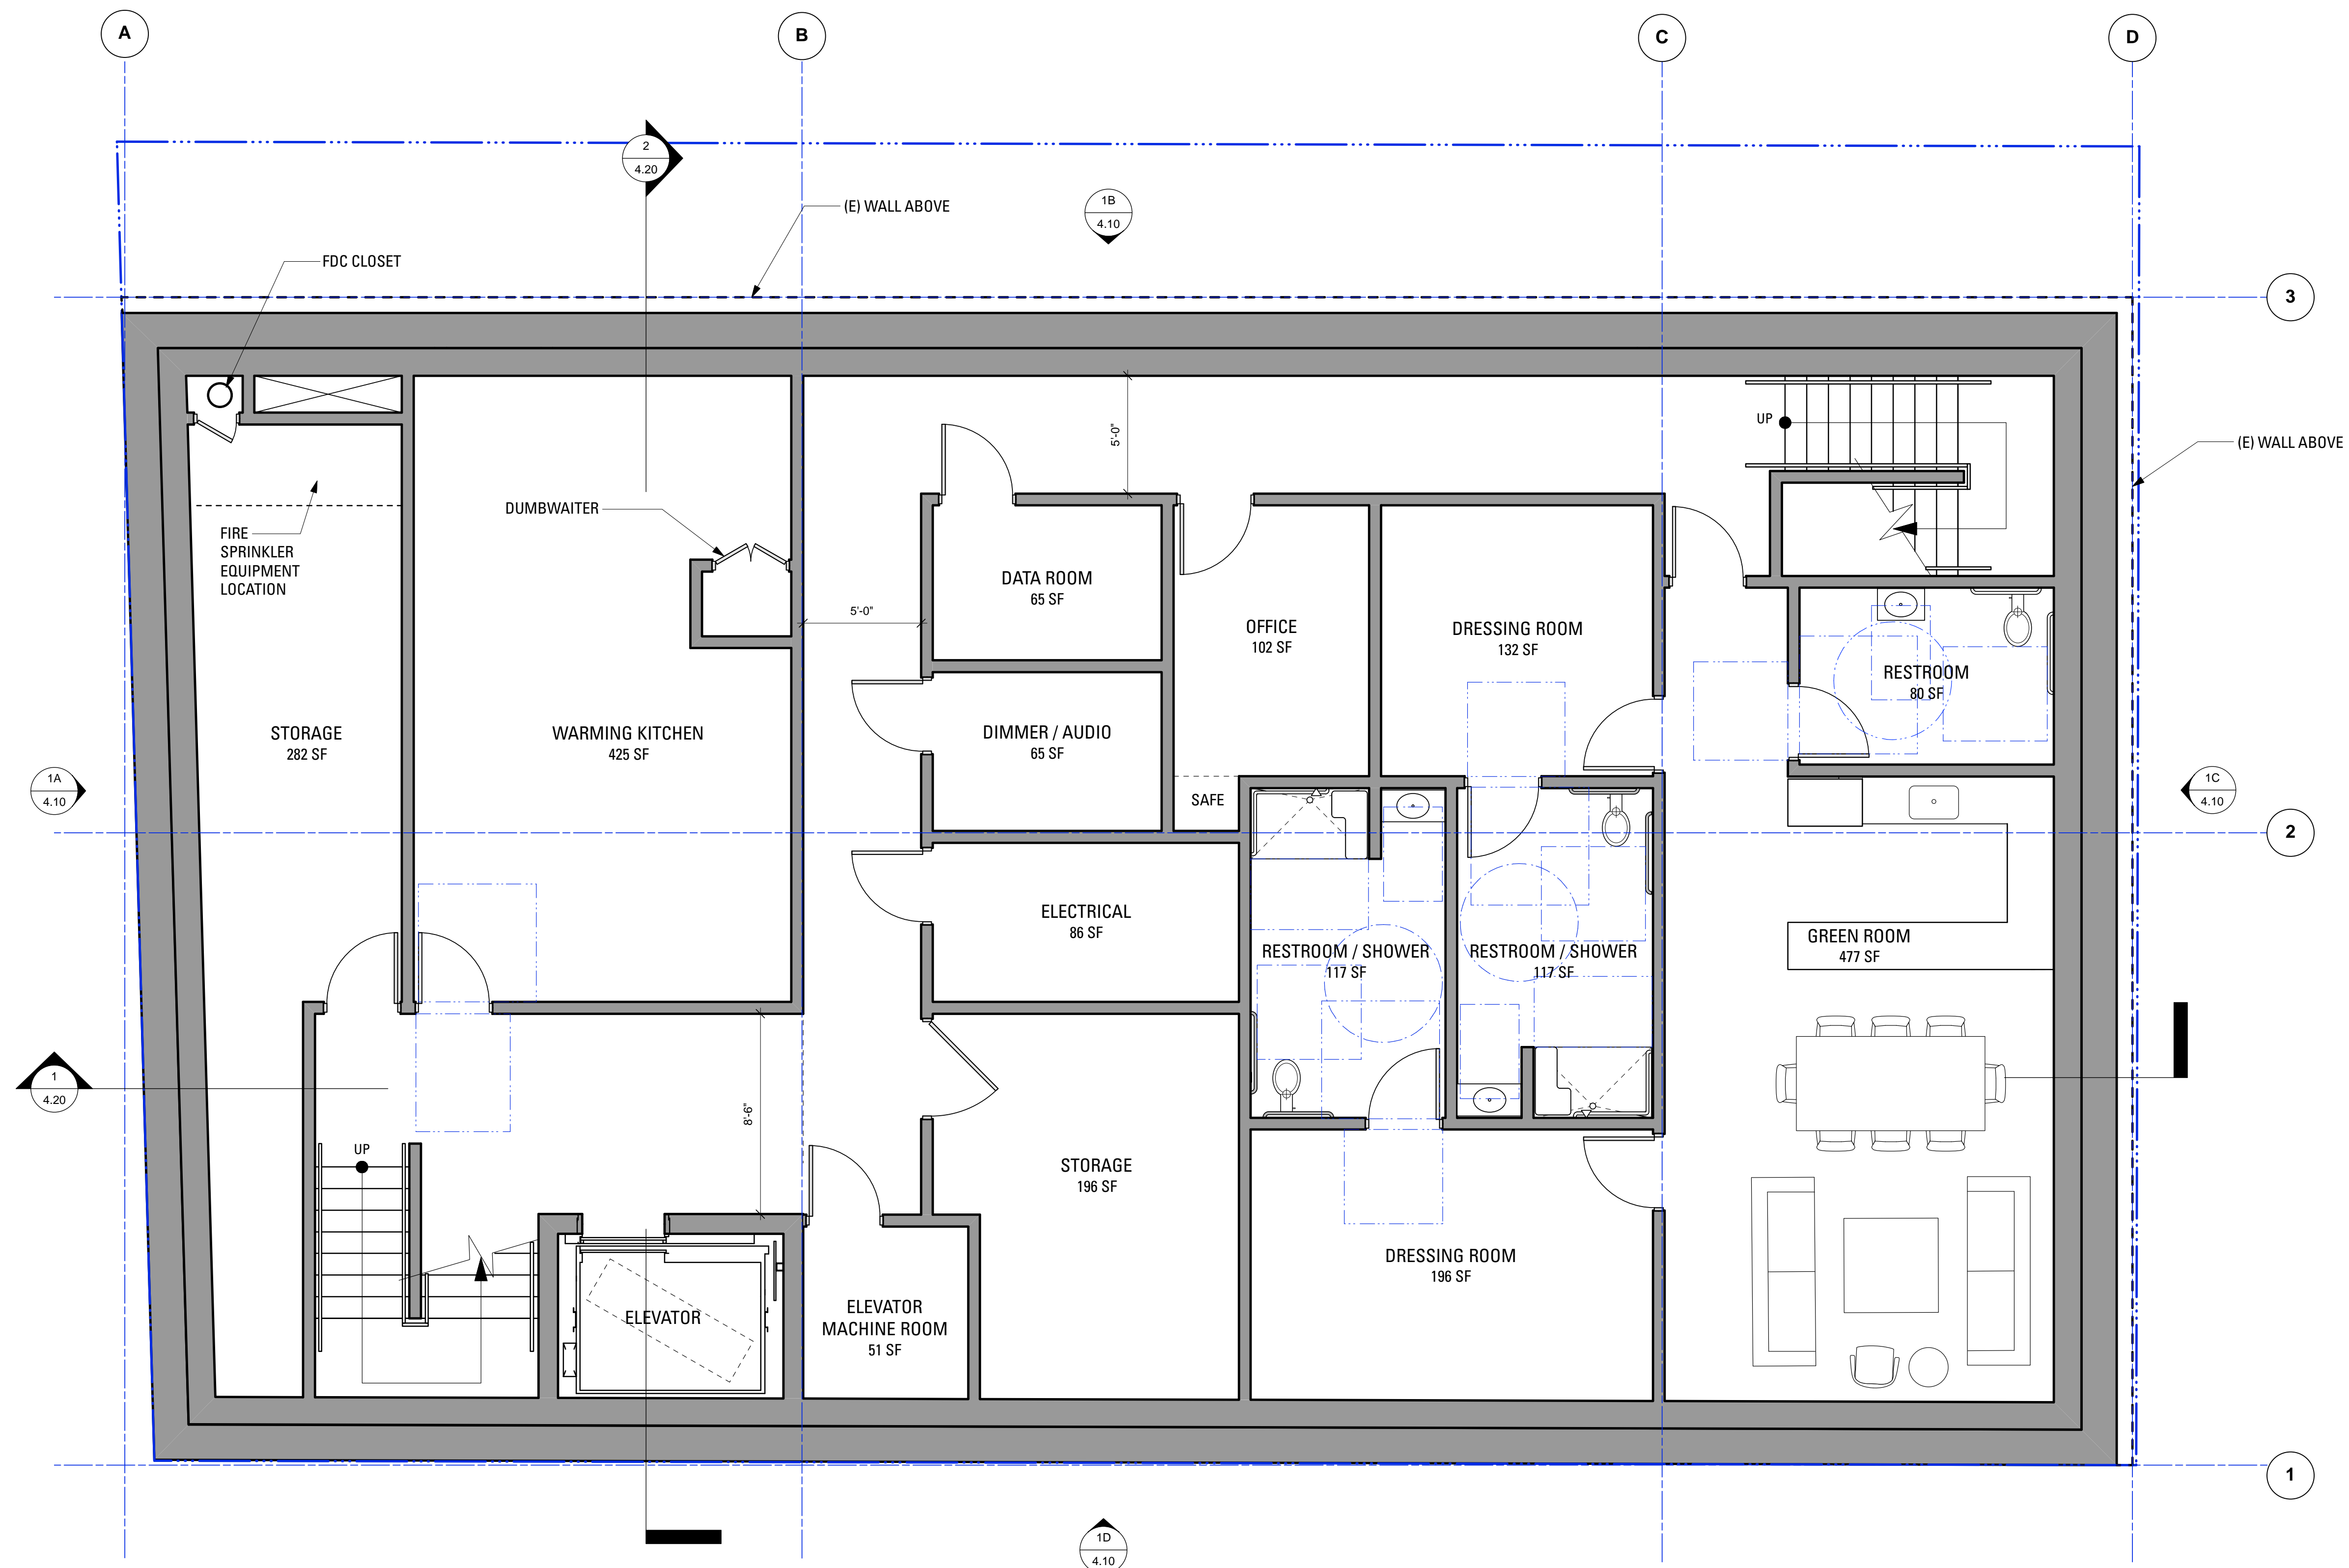 A
B
C
D
2
4.20
(E) WALL ABOVE
1B
4.10
FDC CLOSET
3
UP
5'-0"
(E) WALL ABOVE
DUMBWAITER
FIRE
SPRINKLER
EQUIPMENT
LOCATION
DATA ROOM
65 SF
5'-0"
OFFICE
102 SF
DRESSING ROOM
132 SF
RESTROOM
80 SF
STORAGE
282 SF
WARMING KITCHEN
425 SF
DIMMER / AUDIO
65 SF
1A
4.10
SAFE
1C
4.10
2
ELECTRICAL
86 SF
RESTROOM / SHOWER
117 SF
RESTROOM / SHOWER
117 SF
GREEN ROOM
477 SF
1
4.20
8'-6"
UP
STORAGE
196 SF
DRESSING ROOM
196 SF
ELEVATOR
ELEVATOR
MACHINE ROOM
51 SF
1
1D
4.10